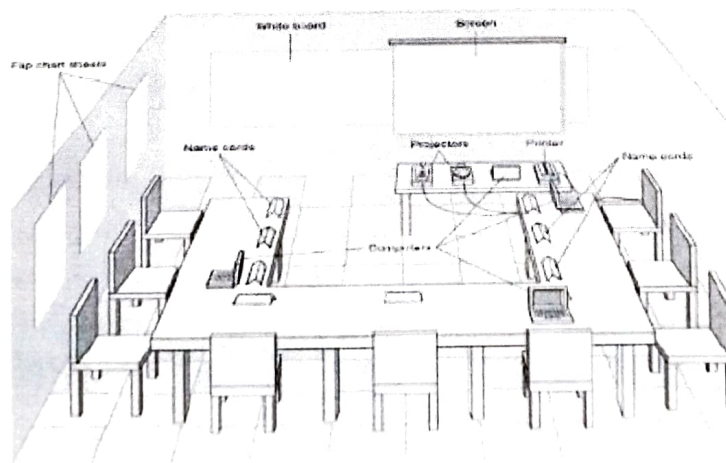 White board
Screen
Flip chart sheets
Name cards
Projectors
Printer
Name cards
Computers